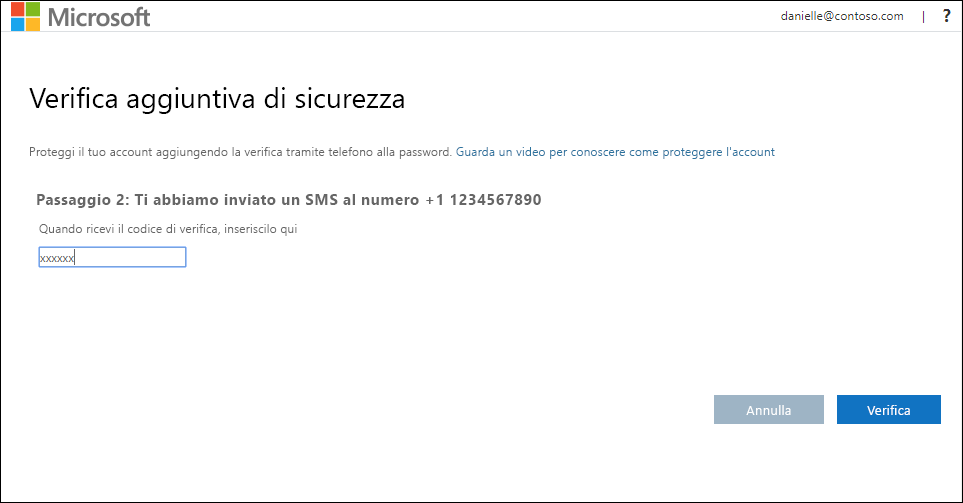 Microsoft
danielle@contoso.com | ?
Verifica aggiuntiva di sicurezza
Proteggi il tuo account aggiungendo la verifica tramite telefono alla password. Guarda un video per conoscere come proteggere l'account
Passaggio 2: Ti abbiamo inviato un SMS al numero +1 1234567890
Quando ricevi il codice di verifica, inseriscilo qui
xxxxxx
Annulla Verifica